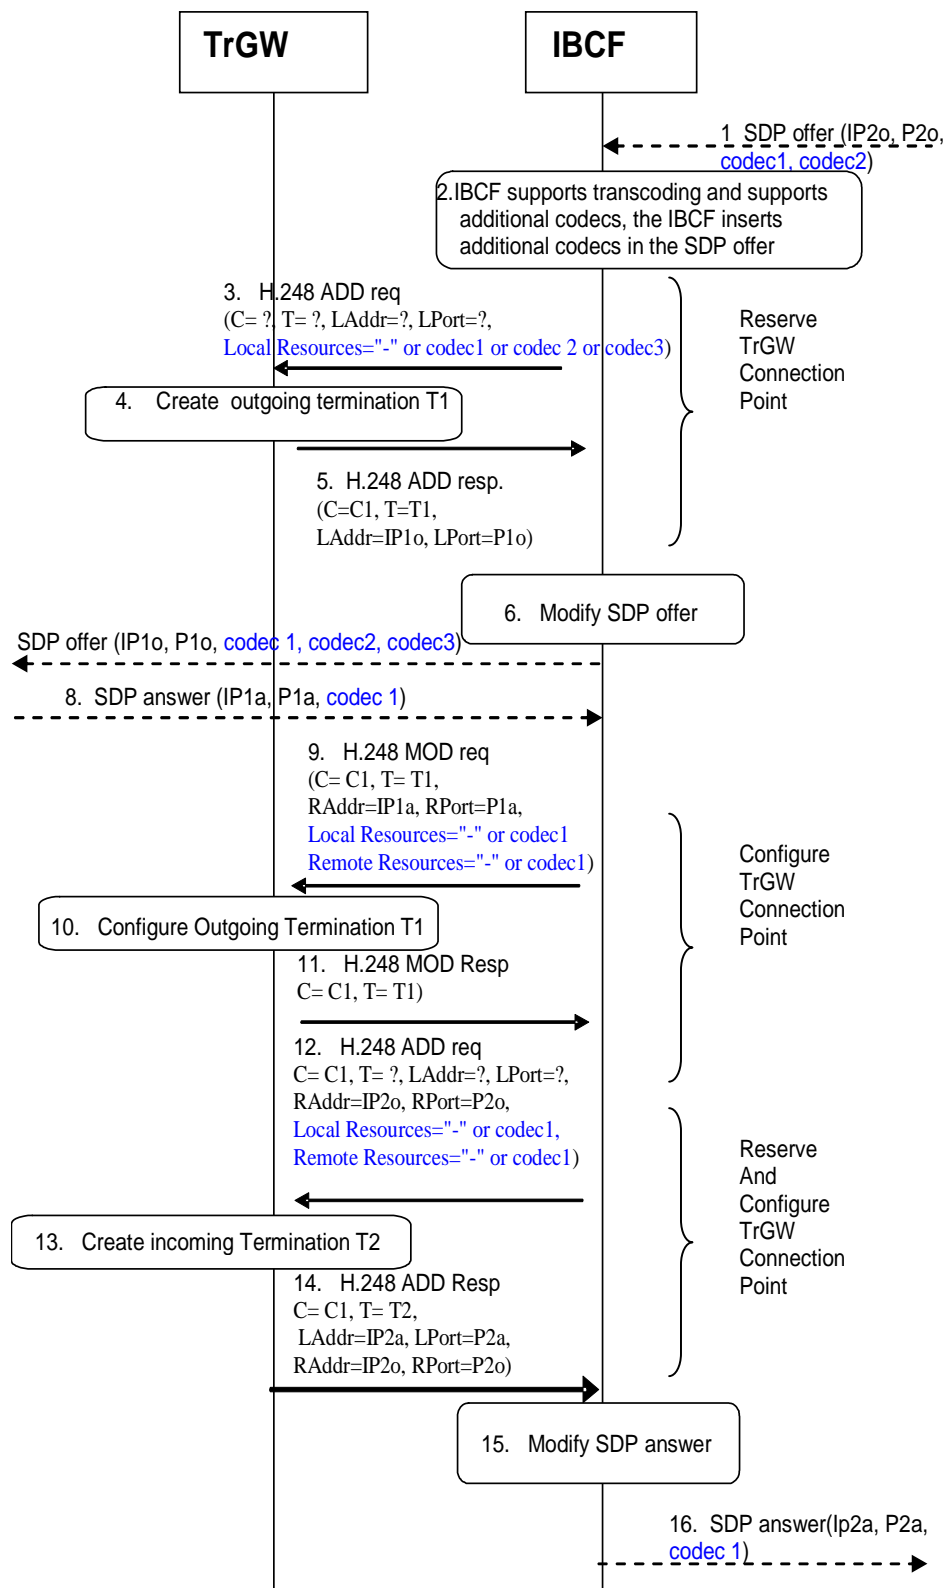 TrGW
IBCF
1 SDP offer (IP2o, P2o,
codec1, codec2)
2.IBCF supports transcoding and supports
additional codecs, the IBCF inserts
additional codecs in the SDP offer
3. H.248 ADD req
(C= ?, T= ?, LAddr=?, LPort=?,
Local Resources="-" or codec1 or codec 2 or codec3)
Reserve
TrGW
Connection
Point
4. Create outgoing termination T1
5. H.248 ADD resp.
(C=C1, T=T1,
LAddr=IP1o, LPort=P1o)
6. Modify SDP offer
SDP offer (IP1o, P1o, codec 1, codec2, codec3)
8. SDP answer (IP1a, P1a, codec 1)
9. H.248 MOD req
(C= C1, T= T1,
RAddr=IP1a, RPort=P1a,
Local Resources="-" or codec1
Remote Resources="-" or codec1)
Configure
TrGW
Connection
Point
10. Configure Outgoing Termination T1
11. H.248 MOD Resp
C= C1, T= T1)
12. H.248 ADD req
C= C1, T= ?, LAddr=?, LPort=?,
RAddr=IP2o, RPort=P2o,
Local Resources="-" or codec1,
Remote Resources="-" or codec1)
Reserve
And
Configure
TrGW
Connection
Point
13. Create incoming Termination T2
14. H.248 ADD Resp
C= C1, T= T2,
LAddr=IP2a, LPort=P2a,
RAddr=IP2o, RPort=P2o)
15. Modify SDP answer
16. SDP answer(Ip2a, P2a,
codec 1)